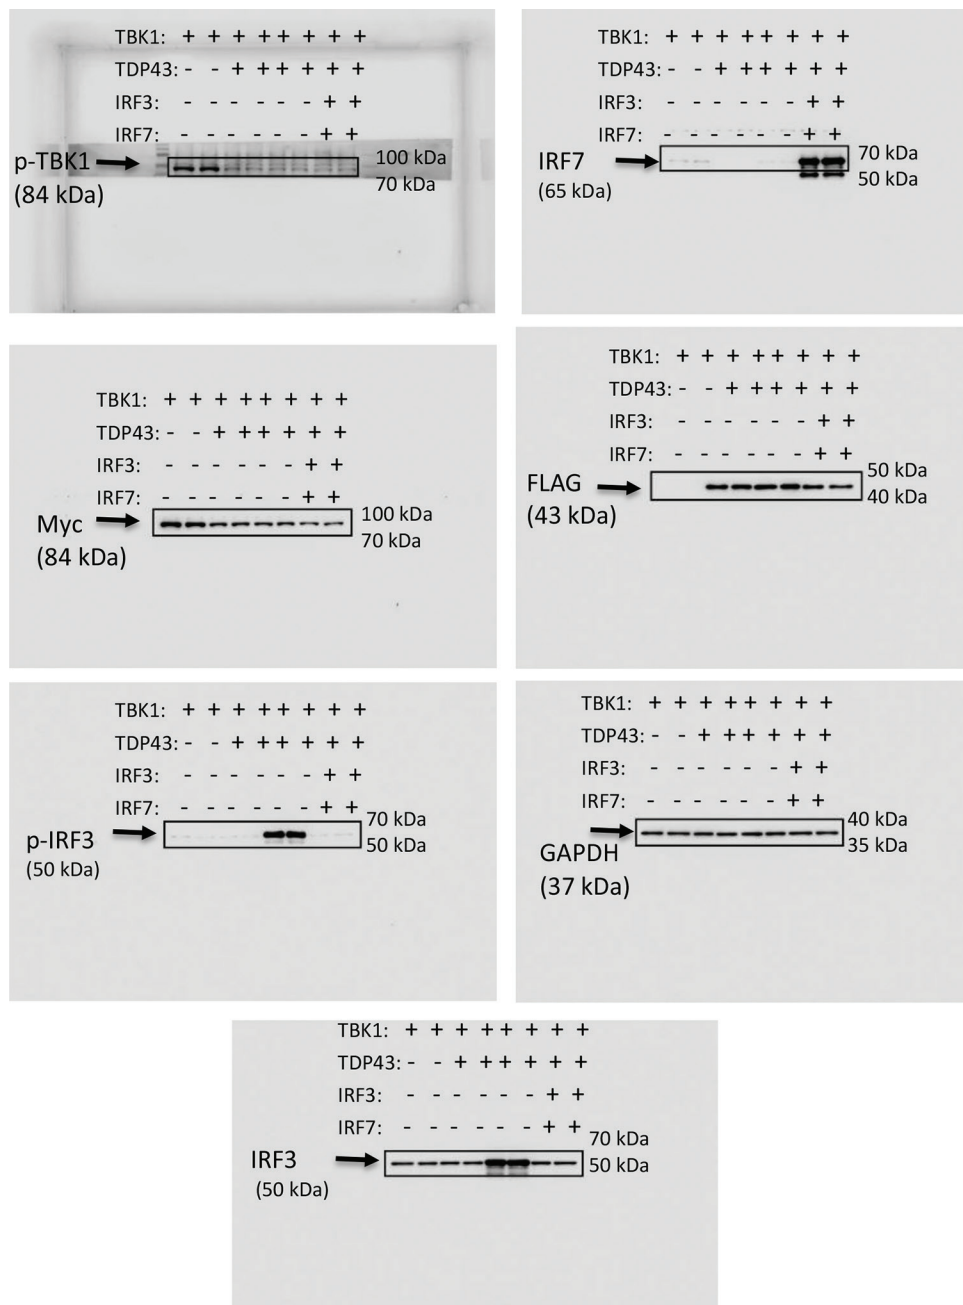 TBK1: + + + + + + + +
TDP43: - - + + + + + +
IRF3: - - - - - - + +
IRF7: - - - - - - + +
p-TBK1
(84 kDa)
100 kDa
70 kDa
TBK1: + + + + + + + +
TDP43: - - + + + + + +
IRF3: - - - - - - + +
IRF7: - - - - - - + +
IRF7
(65 kDa)
70 kDa
50 kDa
TBK1: + + + + + + + +
TDP43: - - + + + + + +
IRF3: - - - - - - + +
IRF7: - - - - - - + +
Myc
(84 kDa)
100 kDa
70 kDa
TBK1: + + + + + + + +
TDP43: - - + + + + + +
IRF3: - - - - - - + +
IRF7: - - - - - - + +
FLAG
(43 kDa)
50 kDa
40 kDa
TBK1: + + + + + + + +
TDP43: - - + + + + + +
IRF3: - - - - - - + +
IRF7: - - - - - - + +
p-IRF3
(50 kDa)
70 kDa
50 kDa
TBK1: + + + + + + + +
TDP43: - - + + + + + +
IRF3: - - - - - - + +
IRF7: - - - - - - + +
GAPDH
(37 kDa)
40 kDa
35 kDa
TBK1: + + + + + + + +
TDP43: - - + + + + + +
IRF3: - - - - - - + +
IRF7: - - - - - - + +
IRF3
(50 kDa)
70 kDa
50 kDa